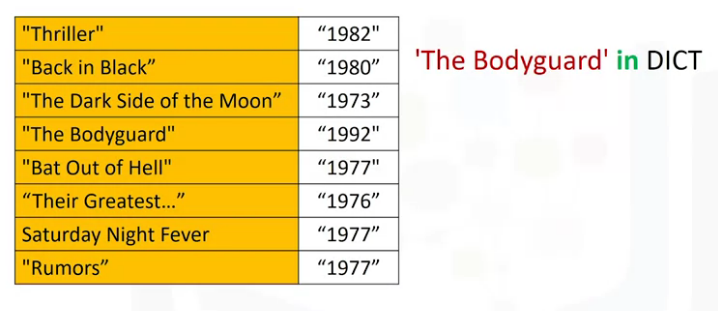 "Thriller" “1982"
"Back in Black” “1980”
"The Dark Side of the Moon” “1973”
"The Bodyguard" “1992"
"Bat Out of Hell" “1977"
“Their Greatest...” “1976”
Saturday Night Fever “1977”
"Rumors” “1977”
'The Bodyguard' in DICT